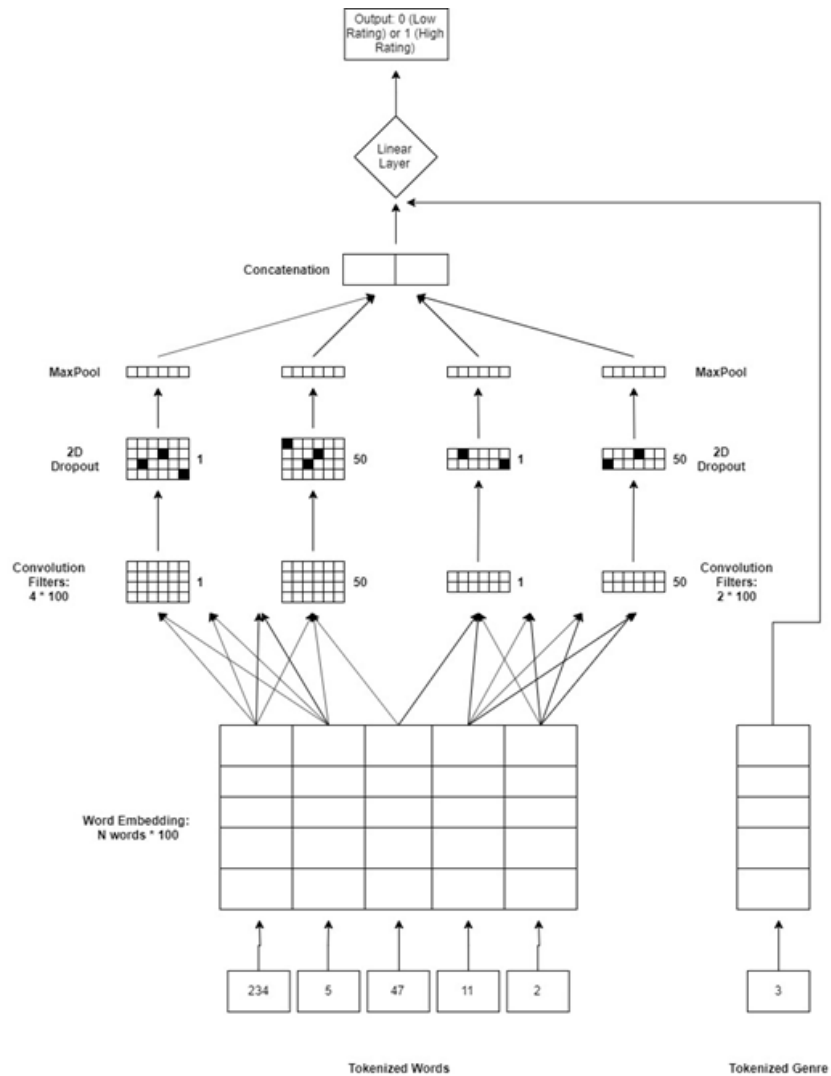 Output: 0 (Low
Rating) or 1 (High
Rating)
Linear
Layer
Concatenation
MaxPool
MaxPool
2D
Dropout
1
50
1
50
2D
Dropout
Convolution
Filters:
4 * 100
1
50
1
50
Convolution
Filters:
2 * 100
Word Embedding:
N words * 100
234
5
47
11
2
3
Tokenized Words
Tokenized Genre